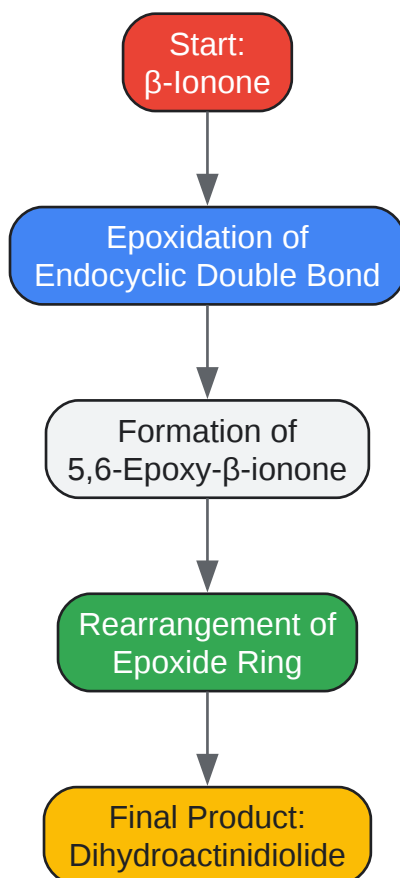 Start:
β-Ionone
Epoxidation of
Endocyclic Double Bond
Formation of
5,6-Epoxy-β-ionone
Rearrangement of
Epoxide Ring
Final Product:
Dihydroactinidiolide